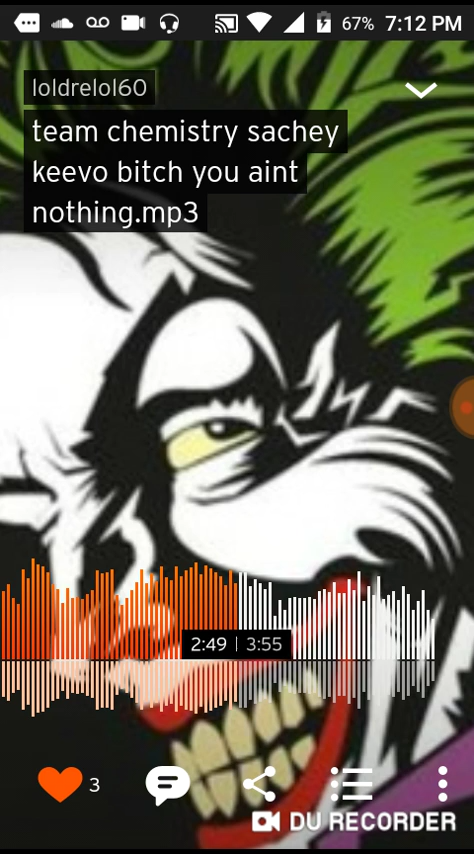 67% 7:12 PM
loldrelol60
team chemistry sachey
keevo bitch you aint
nothing.mp3
2:49 | 3:55
3
DU RECORDER